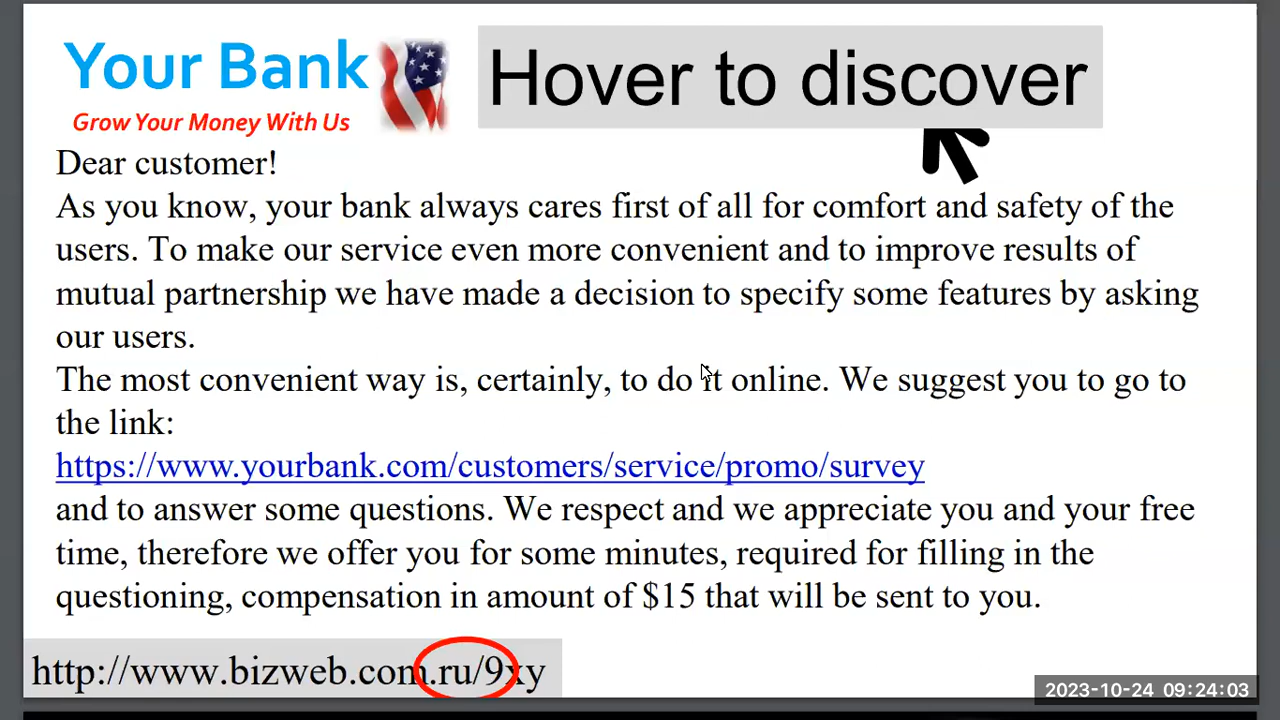 Your Bank
Grow Your Money With Us
Hover to discover
Dear customer!
As you know, your bank always cares first of all for comfort and safety of the
users. To make our service even more convenient and to improve results of
mutual partnership we have made a decision to specify some features by asking
our users.
The most convenient way is, certainly, to do it online. We suggest you to go to
the link:
https://www.yourbank.com/customers/service/promo/survey
and to answer some questions. We respect and we appreciate you and your free
time, therefore we offer you for some minutes, required for filling in the
questioning, compensation in amount of $15 that will be sent to you.
http://www.bizweb.com.ru/9xy
2023-10-24 09:24:03